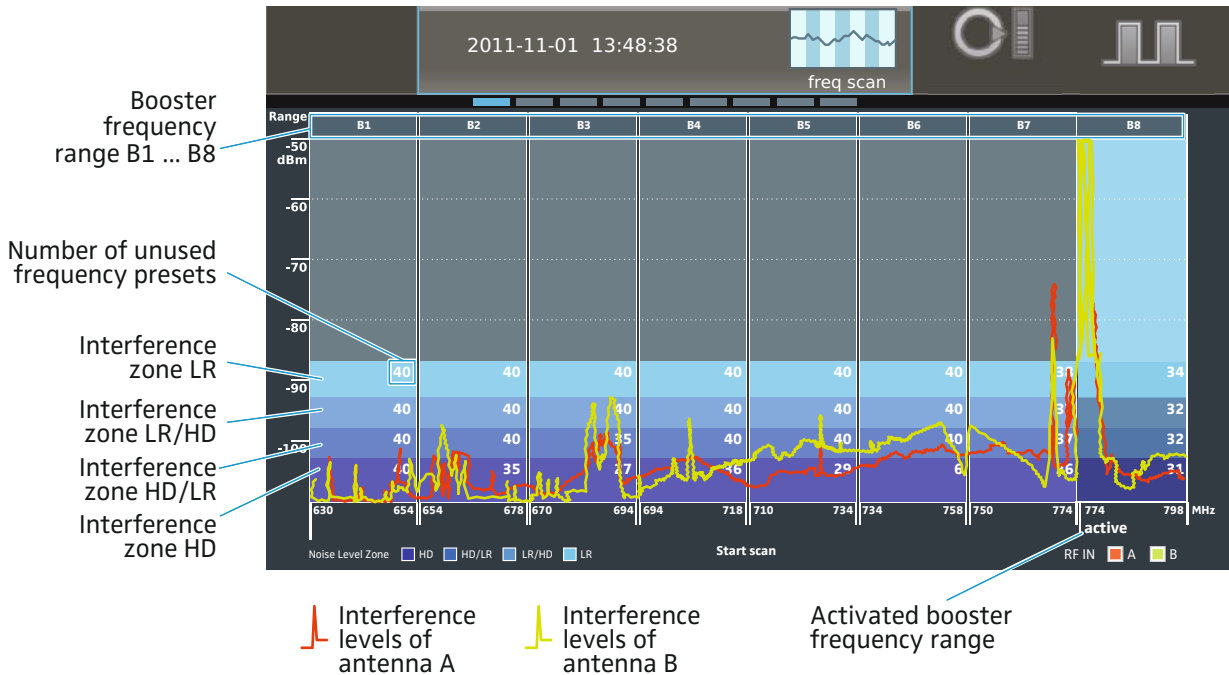 2011-11-01 13:48:38
freq scan
Booster
frequency
range B1 ... B8
Range
B1
B2
B3
B4
B5
B6
B7
B8
-50
dBm
-60
-70
-80
-90
-100
Number of unused
frequency presets
Interference
zone LR
Interference
zone LR/HD
Interference
zone HD/LR
Interference
zone HD
40 40 40 40 40 40 30 34
40 40 40 40 40 40 32
40 40 35 40 40 40 37 32
40 35 27 36 29 6 31
630 654 654 678 670 694 694 718 710 734 734 758 750 774 774 798 MHz
active
Noise Level Zone HD HD/LR LR/HD LR
Start scan
RF IN A B
Interference
levels of
antenna A
Interference
levels of
antenna B
Activated booster
frequency range